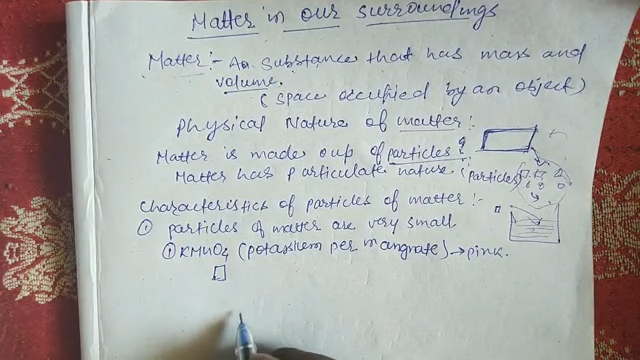 Matter in our surroundings
Matter:- An Substance that has mass and
volume.
(Space occupied by an object)
Physical Nature of matter:
Matter is made oup of particles
Matter has particulate nature. (particles
Characteristics of particles of matter:-
① particles of matter are very small
① KMnO4 (potassium per mangnate) → pink.